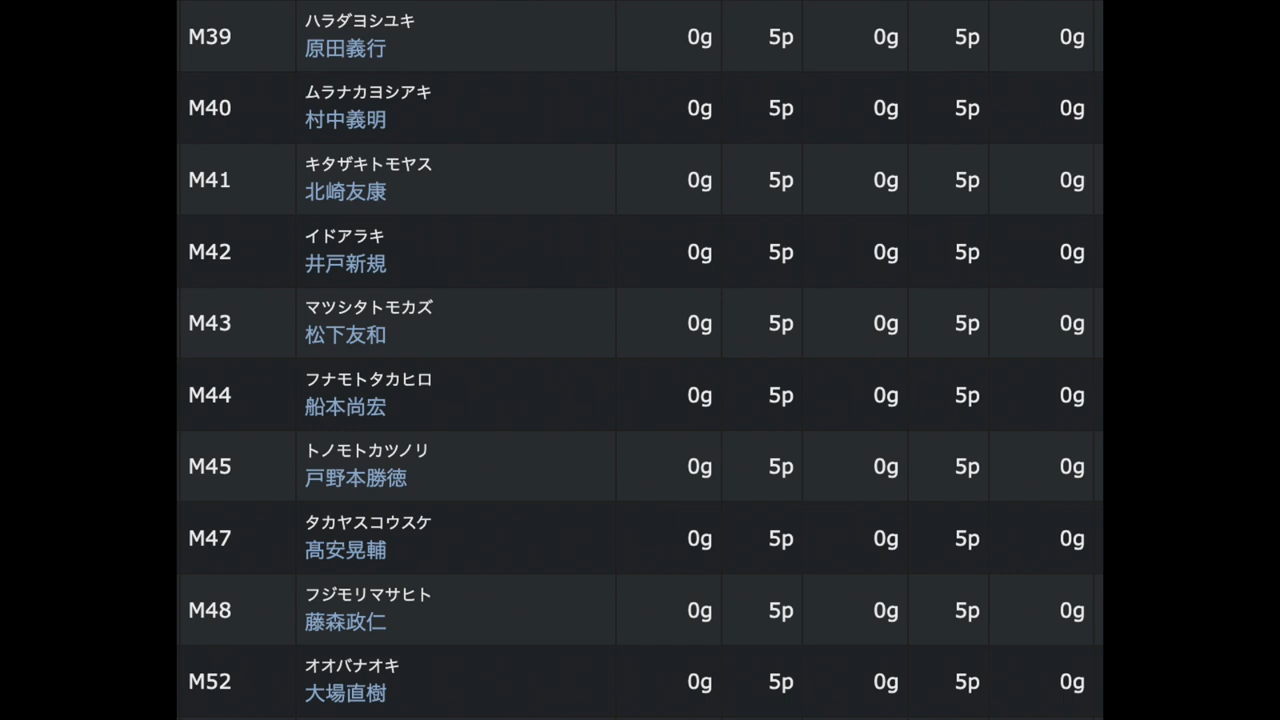 ハラダヨシユキ
M39 原田義行 0g 5p 0g 5p 0g
ムラナカヨシアキ
M40 村中義明 0g 5p 0g 5p 0g
キタザキトモヤス
M41 北崎友康 0g 5p 0g 5p 0g
イドアラキ
M42 井戸新規 0g 5p 0g 5p 0g
マツシタトモカズ
M43 松下友和 0g 5p 0g 5p 0g
フナモトタカヒロ
M44 船本尚宏 0g 5p 0g 5p 0g
トノモトカツノリ
M45 戸野本勝徳 0g 5p 0g 5p 0g
タカヤスコウスケ
M47 髙安晃輔 0g 5p 0g 5p 0g
フジモリマサヒト
M48 藤森政仁 0g 5p 0g 5p 0g
オオバナオキ
M52 大場直樹 0g 5p 0g 5p 0g